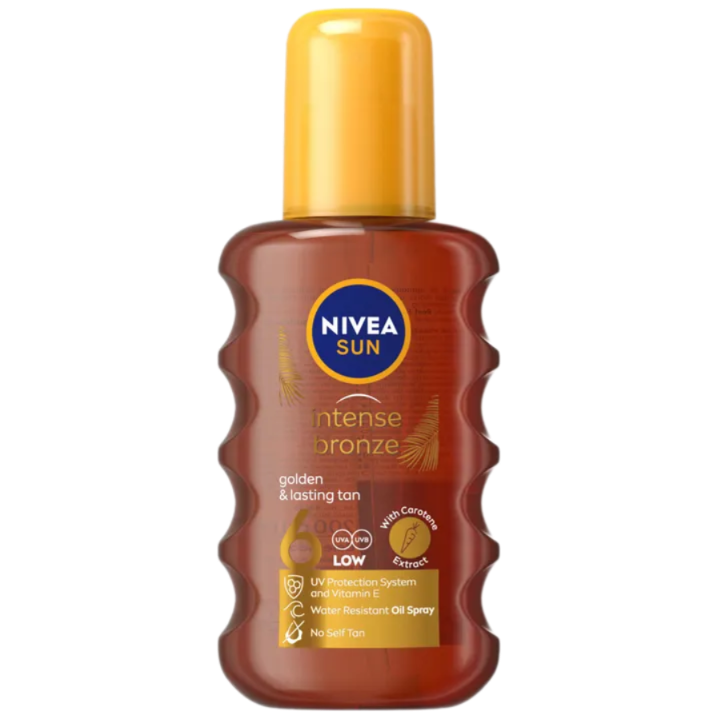 NIVEA
SUN
intense
bronze
golden
& lasting tan
With Carotene
Extract
6
UVA UVB
LOW
UV Protection System
and Vitamin E
Water Resistant Oil Spray
No Self Tan